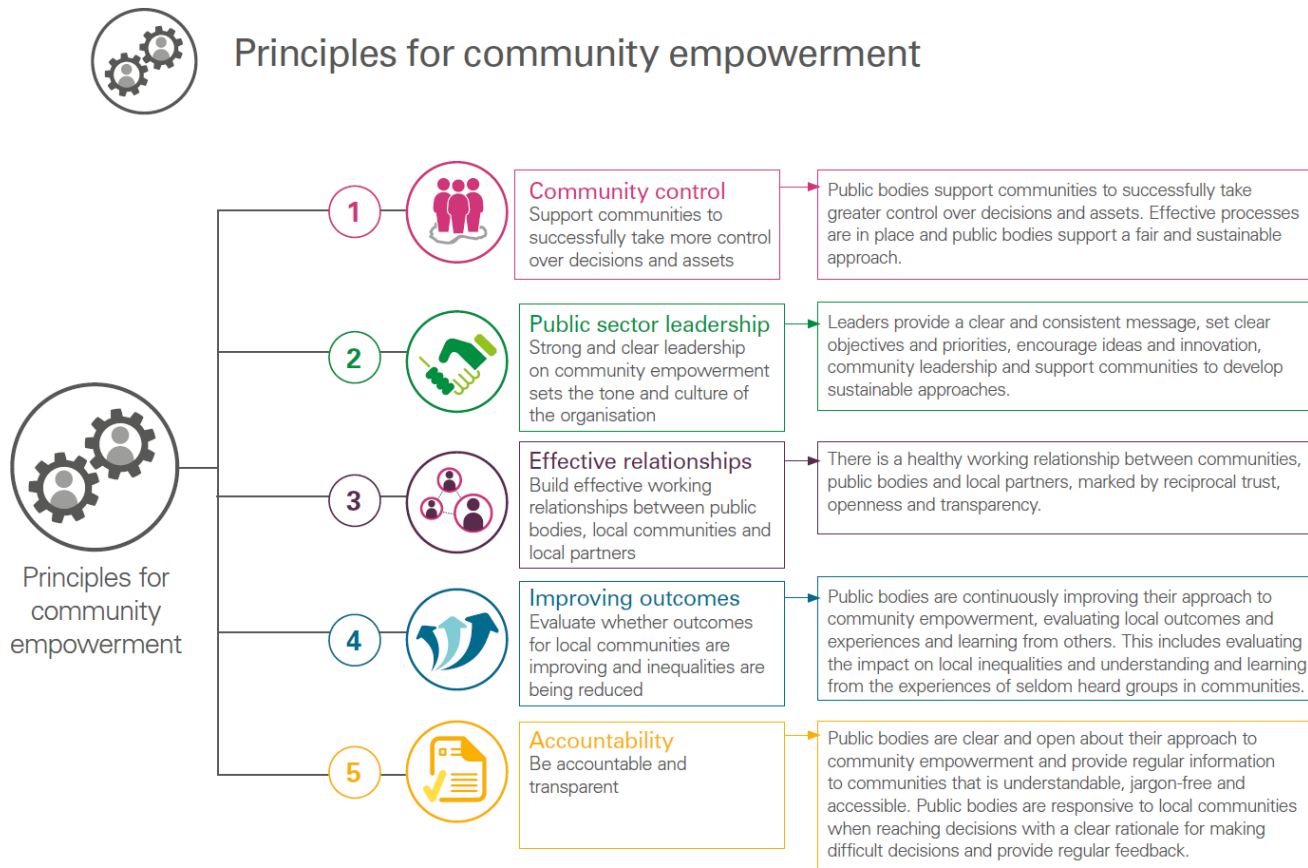 Principles for community empowerment
Principles for
community
empowerment
1
Community control
Support communities to
successfully take more control
over decisions and assets
Public bodies support communities to successfully take
greater control over decisions and assets. Effective processes
are in place and public bodies support a fair and sustainable
approach.
2
Public sector leadership
Strong and clear leadership
on community empowerment
sets the tone and culture of
the organisation
Leaders provide a clear and consistent message, set clear
objectives and priorities, encourage ideas and innovation,
community leadership and support communities to develop
sustainable approaches.
3
Effective relationships
Build effective working
relationships between public
bodies, local communities and
local partners
There is a healthy working relationship between communities,
public bodies and local partners, marked by reciprocal trust,
openness and transparency.
4
Improving outcomes
Evaluate whether outcomes
for local communities are
improving and inequalities are
being reduced
Public bodies are continuously improving their approach to
community empowerment, evaluating local outcomes and
experiences and learning from others. This includes evaluating
the impact on local inequalities and understanding and learning
from the experiences of seldom heard groups in communities.
5
Accountability
Be accountable and
transparent
Public bodies are clear and open about their approach to
community empowerment and provide regular information
to communities that is understandable, jargon-free and
accessible. Public bodies are responsive to local communities
when reaching decisions with a clear rationale for making
difficult decisions and provide regular feedback.